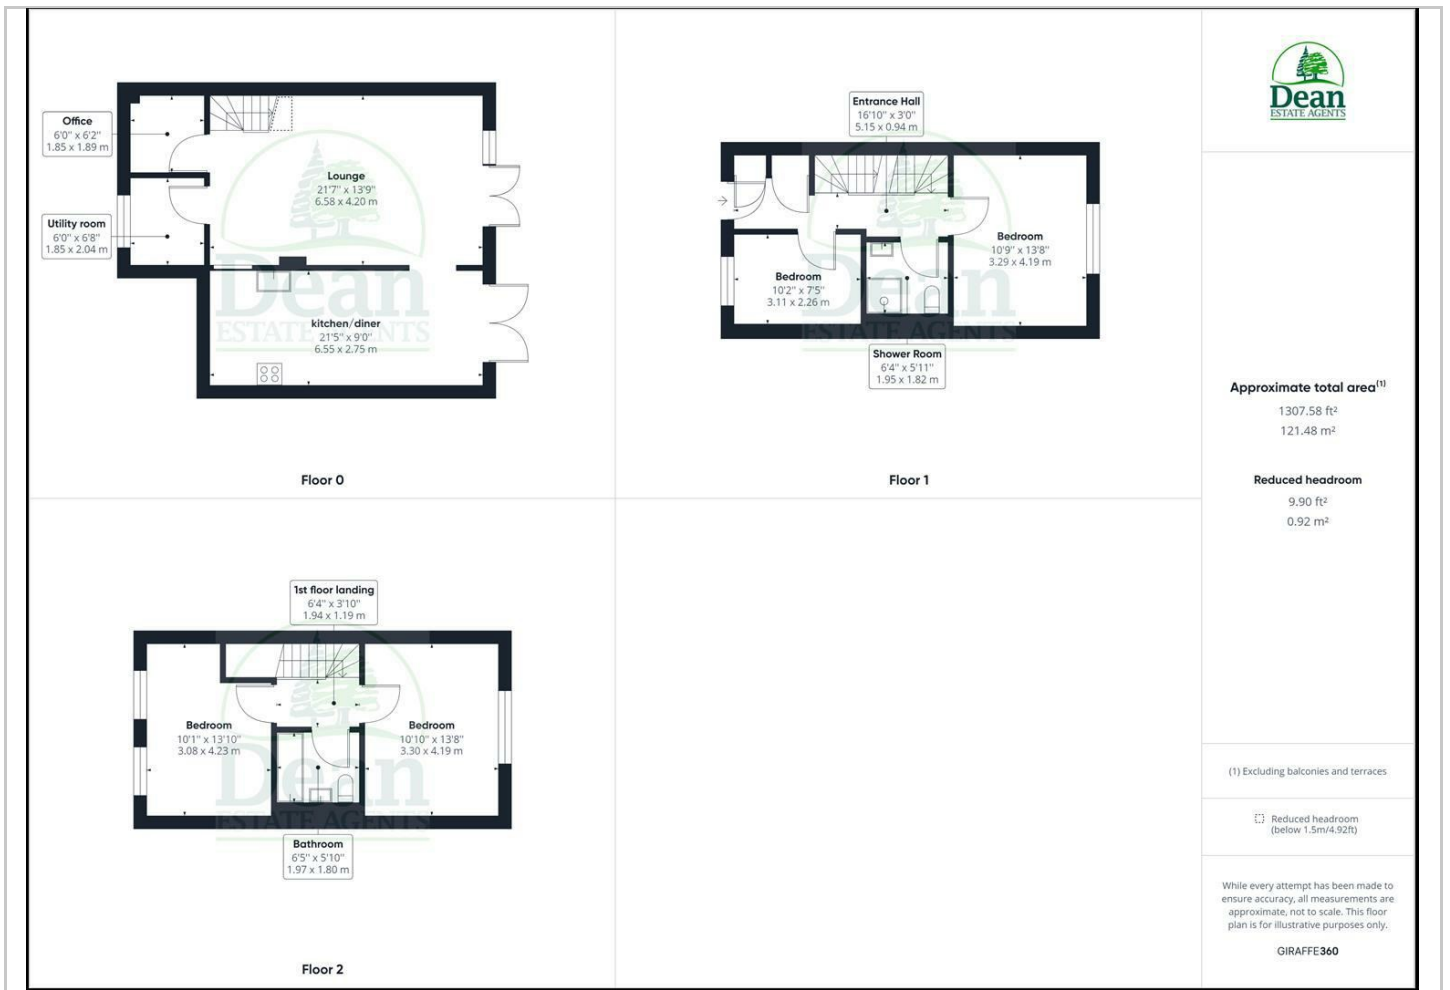 Office
6'0" x 6'2"
1.85 x 1.89 m
Lounge
21'7" x 13'9"
6.58 x 4.20 m
Utility room
6'0" x 6'8"
1.85 x 2.04 m
kitchen/diner
21'5" x 9'0"
6.55 x 2.75 m
Dean
ESTATE AGENTS
Floor 0
Entrance Hall
16'10" x 3'0"
5.15 x 0.94 m
Bedroom
10'9" x 13'8"
3.29 x 4.19 m
Bedroom
10'2" x 7'5"
3.11 x 2.26 m
Dean
ESTATE AGENTS
Shower Room
6'4" x 5'11"
1.95 x 1.82 m
Floor 1
1st floor landing
6'4" x 3'10"
1.94 x 1.19 m
Bedroom
10'1" x 13'10"
3.08 x 4.23 m
Bedroom
10'10" x 13'8"
3.30 x 4.19 m
Dean
ESTATE AGENTS
Bathroom
6'5" x 5'10"
1.97 x 1.80 m
Floor 2
Dean
ESTATE AGENTS
Approximate total area(1)
1307.58 ft²
121.48 m²
Reduced headroom
9.90 ft²
0.92 m²
(1) Excluding balconies and terraces
Reduced headroom
(below 1.5m/4.92ft)
While every attempt has been made to
ensure accuracy, all measurements are
approximate, not to scale. This floor
plan is for illustrative purposes only.
GIRAFFE360